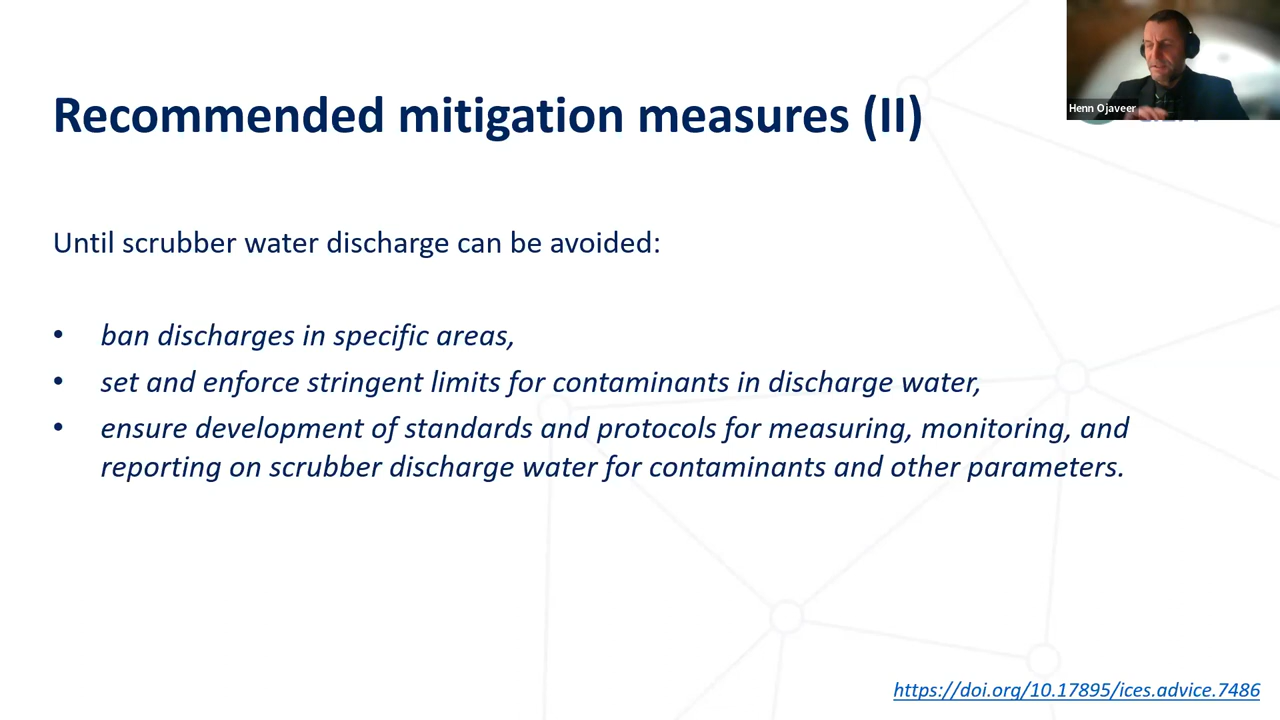 Recommended mitigation measures (II)
Henn Ojaveer
Until scrubber water discharge can be avoided:
• ban discharges in specific areas,
• set and enforce stringent limits for contaminants in discharge water,
• ensure development of standards and protocols for measuring, monitoring, and
reporting on scrubber discharge water for contaminants and other parameters.
https://doi.org/10.17895/ices.advice.7486